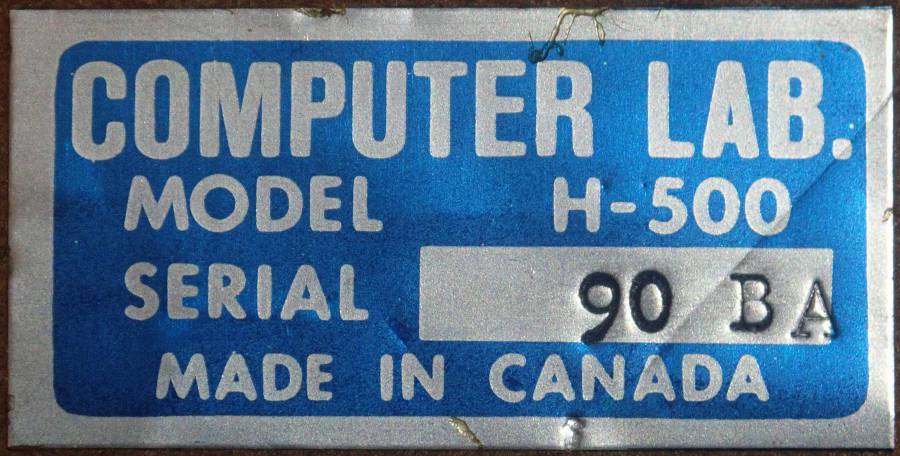 COMPUTER LAB.
MODEL H-500
SERIAL 90 BA
MADE IN CANADA